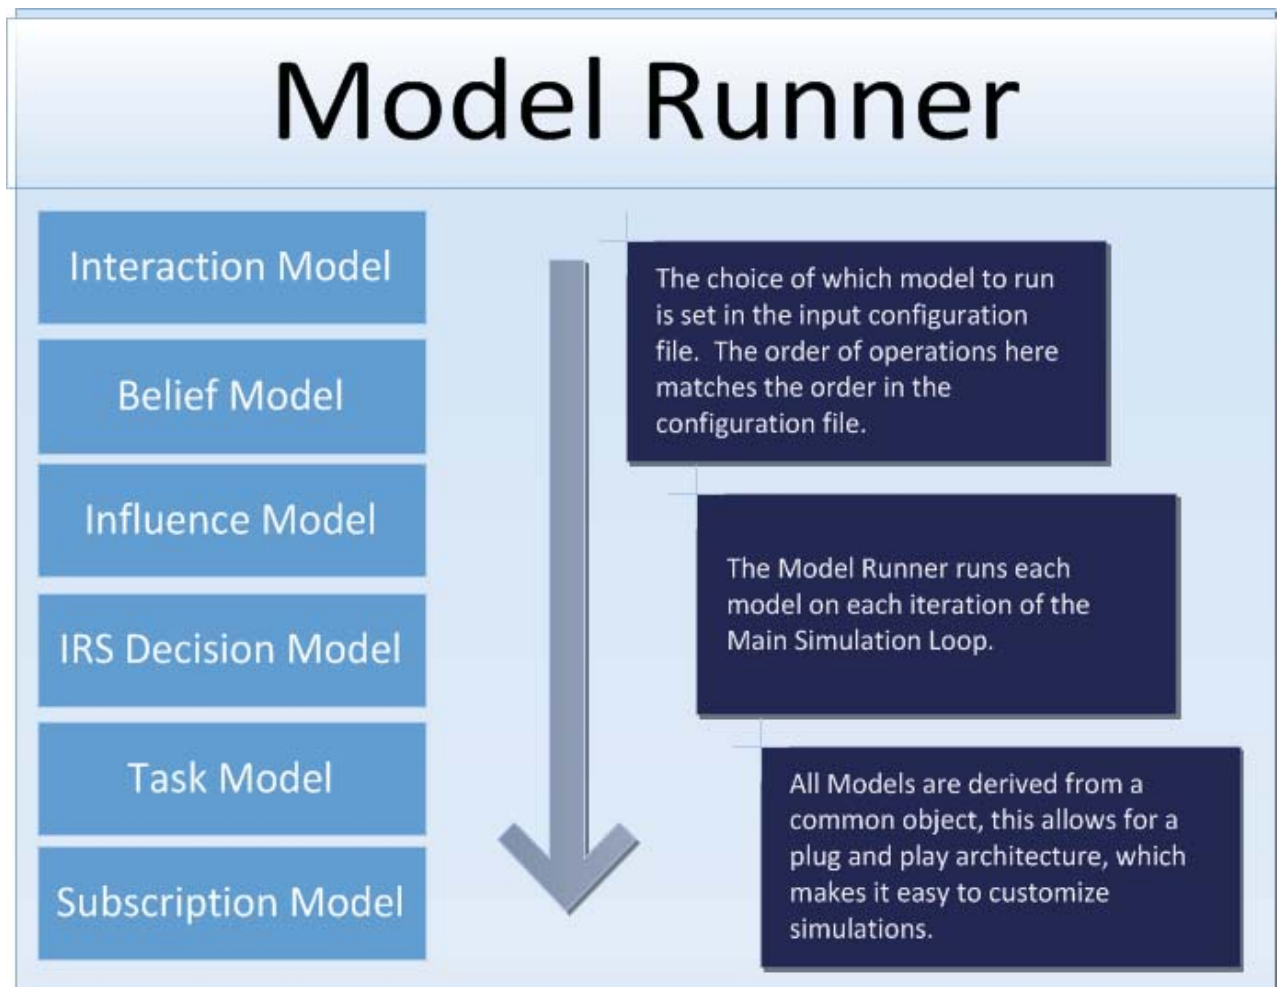 Model Runner
Interaction Model
Belief Model
Influence Model
IRS Decision Model
Task Model
Subscription Model
The choice of which model to run
is set in the input configuration
file.  The order of operations here
matches the order in the
configuration file.
The Model Runner runs each
model on each iteration of the
Main Simulation Loop.
All Models are derived from a
common object, this allows for a
plug and play architecture, which
makes it easy to customize
simulations.